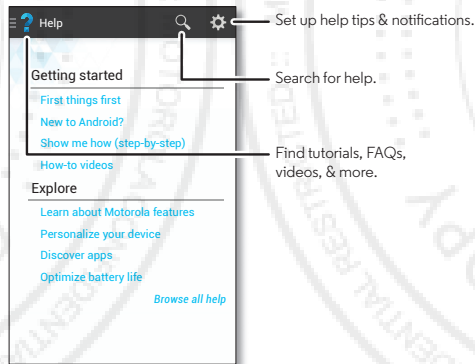 Help
Getting started
First things first
New to Android?
Show me how (step-by-step)
How-to videos
Explore
Learn about Motorola features
Personalize your device
Discover apps
Optimize battery life
Browse all help
Set up help tips & notifications.
Search for help.
Find tutorials, FAQs,
videos, & more.